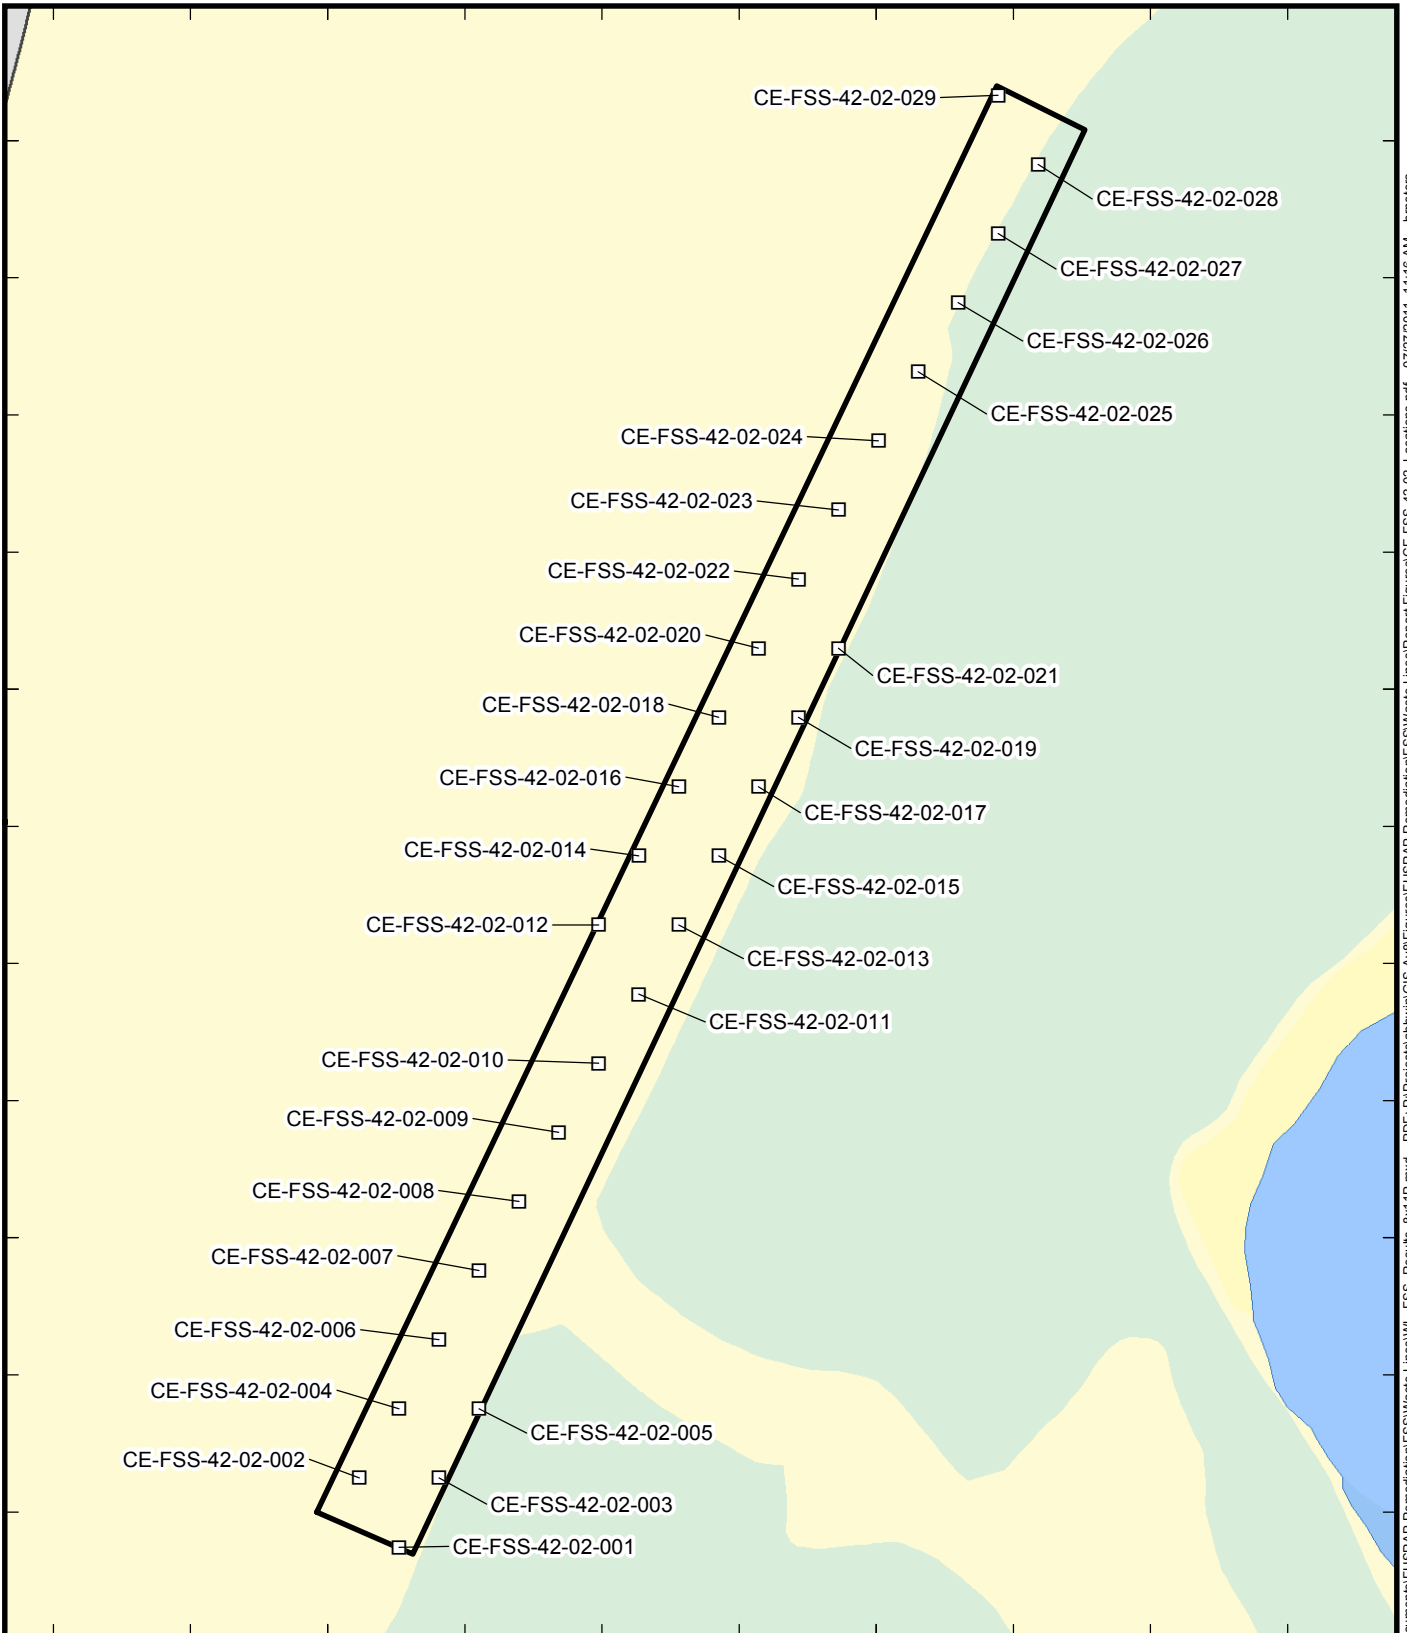 CE-FSS-42-02-029
CE-FSS-42-02-028
CE-FSS-42-02-027
CE-FSS-42-02-026
CE-FSS-42-02-025
CE-FSS-42-02-024
CE-FSS-42-02-023
CE-FSS-42-02-022
CE-FSS-42-02-020
CE-FSS-42-02-021
CE-FSS-42-02-018
CE-FSS-42-02-019
CE-FSS-42-02-016
CE-FSS-42-02-017
CE-FSS-42-02-014
CE-FSS-42-02-015
CE-FSS-42-02-012
CE-FSS-42-02-013
CE-FSS-42-02-011
CE-FSS-42-02-010
CE-FSS-42-02-009
CE-FSS-42-02-008
CE-FSS-42-02-007
CE-FSS-42-02-006
CE-FSS-42-02-004
CE-FSS-42-02-005
CE-FSS-42-02-002
CE-FSS-42-02-003
CE-FSS-42-02-001